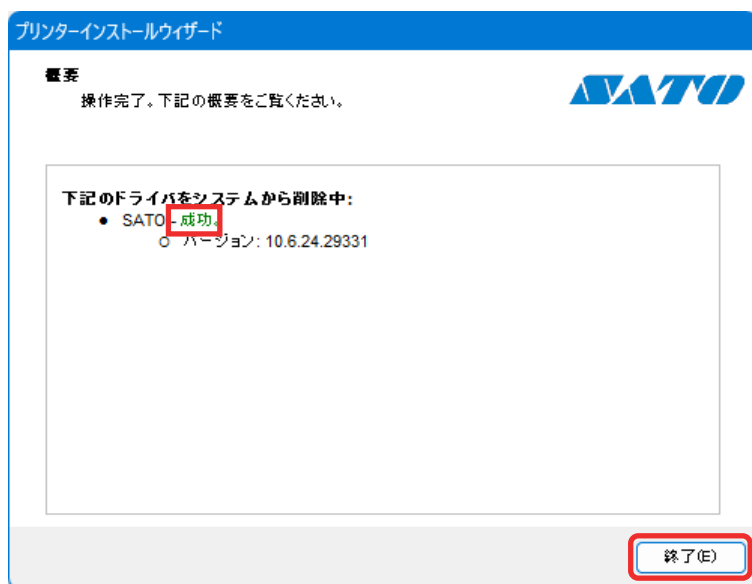 プリンターインストールウィザード
概要
操作完了。下記の概要をご覧ください。
SATO
下記のドライバをシステムから削除中:
● SATO - 成功。
○ バージョン: 10.6.24.29331
終了(E)